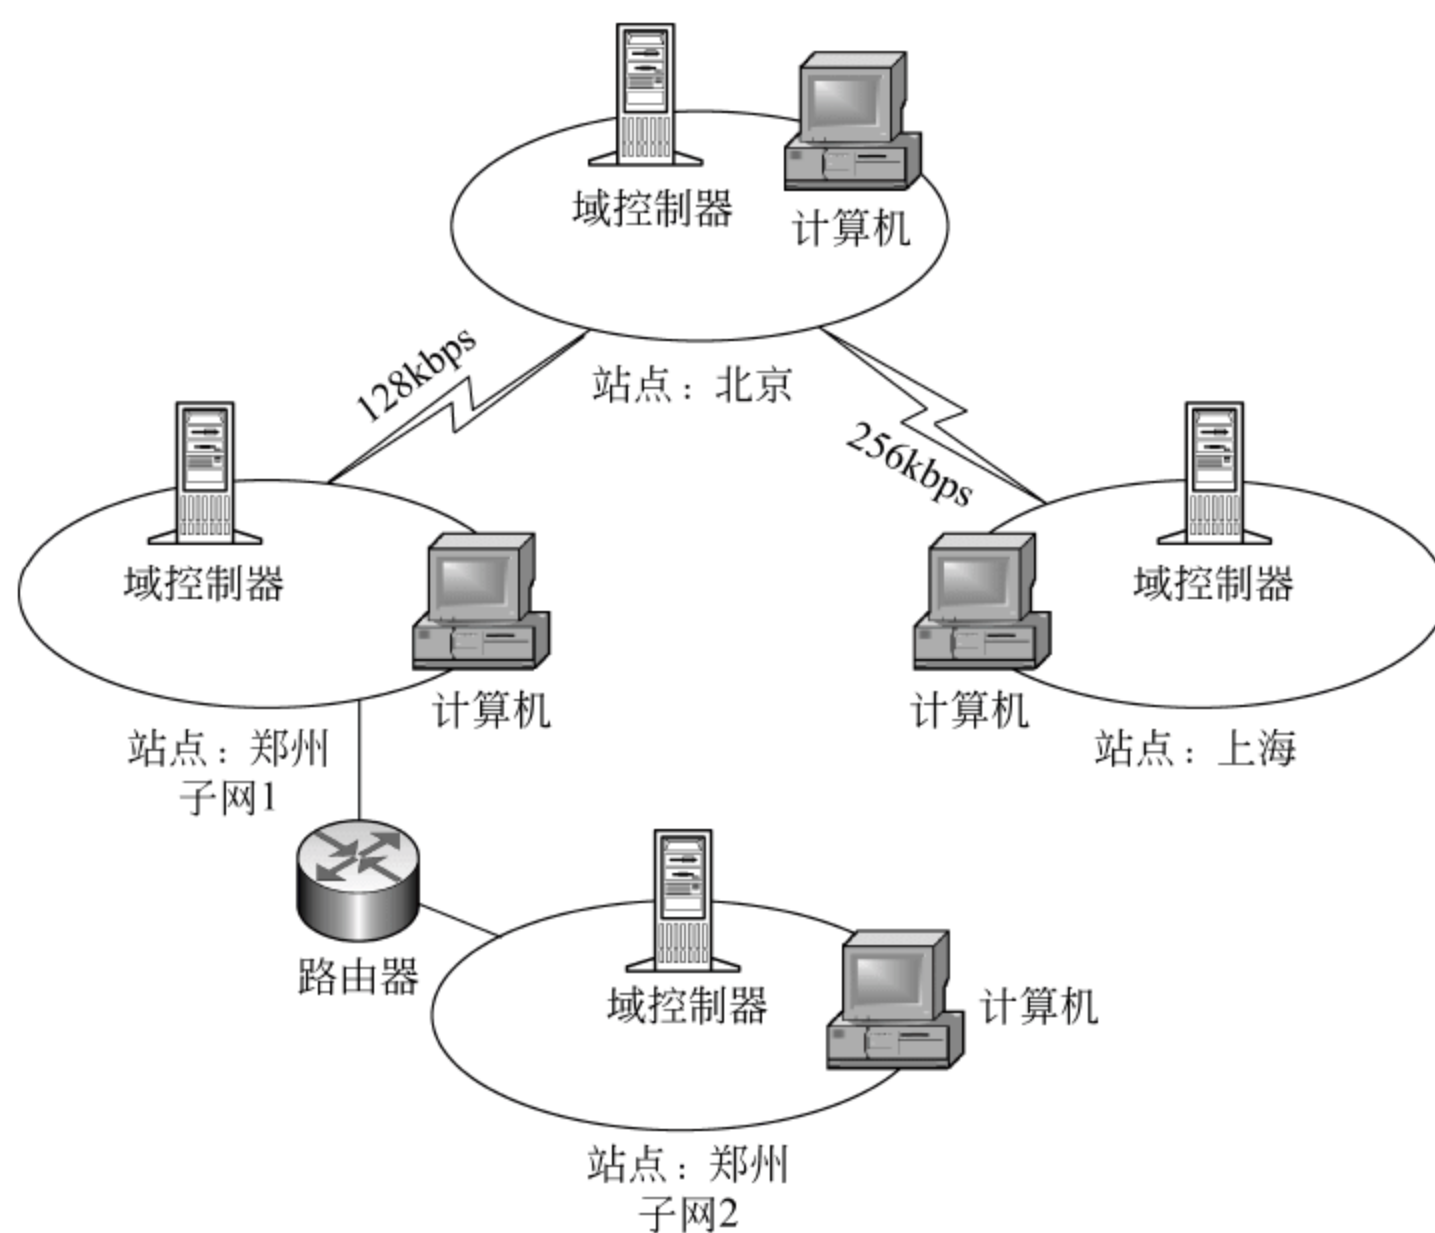 域控制器
计算机
站点：北京
128kbps
256kbps
域控制器
计算机
站点：郑州
子网1
域控制器
计算机
站点：上海
路由器
域控制器
计算机
站点：郑州
子网2